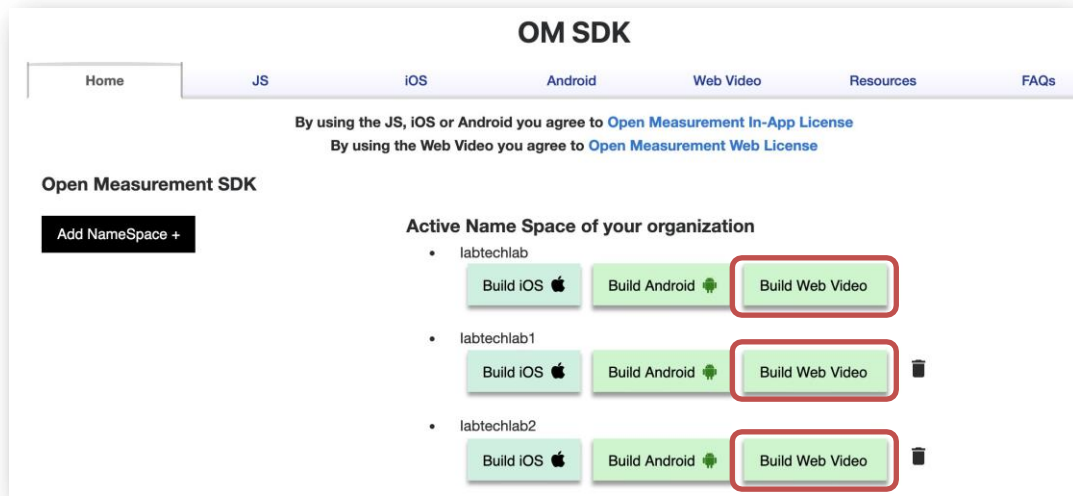 OM SDK
Home JS iOS Android Web Video Resources FAQs
By using the JS, iOS or Android you agree to Open Measurement In-App License
By using the Web Video you agree to Open Measurement Web License
Open Measurement SDK
Add NameSpace +
Active Name Space of your organization
• Iabtechlab
Build iOS Build Android Build Web Video
• Iabtechlab1
Build iOS Build Android Build Web Video
• Iabtechlab2
Build iOS Build Android Build Web Video